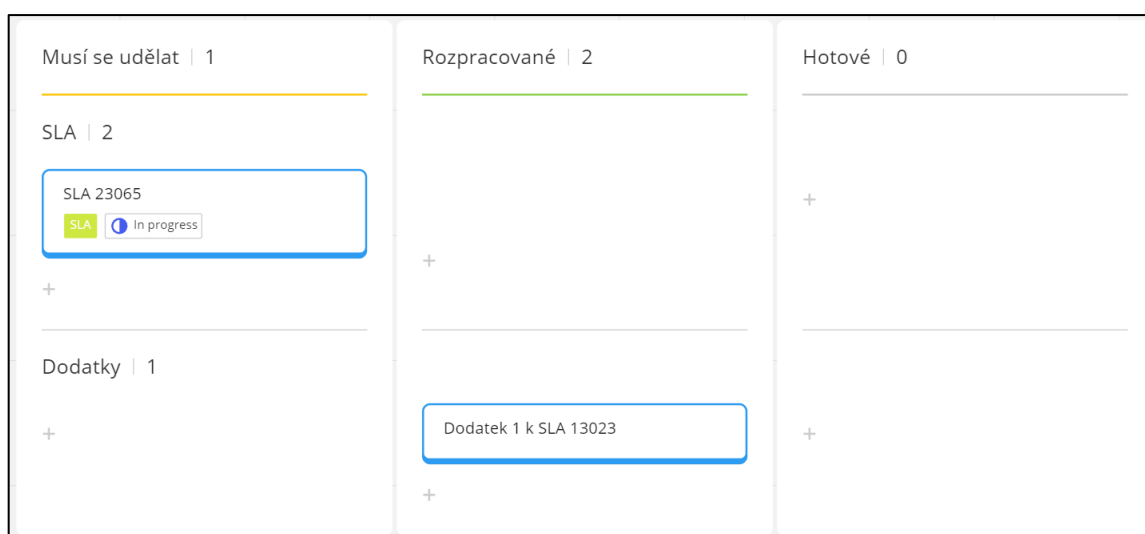 Musí se udělat | 1
Rozpracované | 2
Hotové | 0
SLA | 2
SLA 23065
SLA In progress
+
+
+
Dodatky | 1
Dodatek 1 k SLA 13023
+
+
+